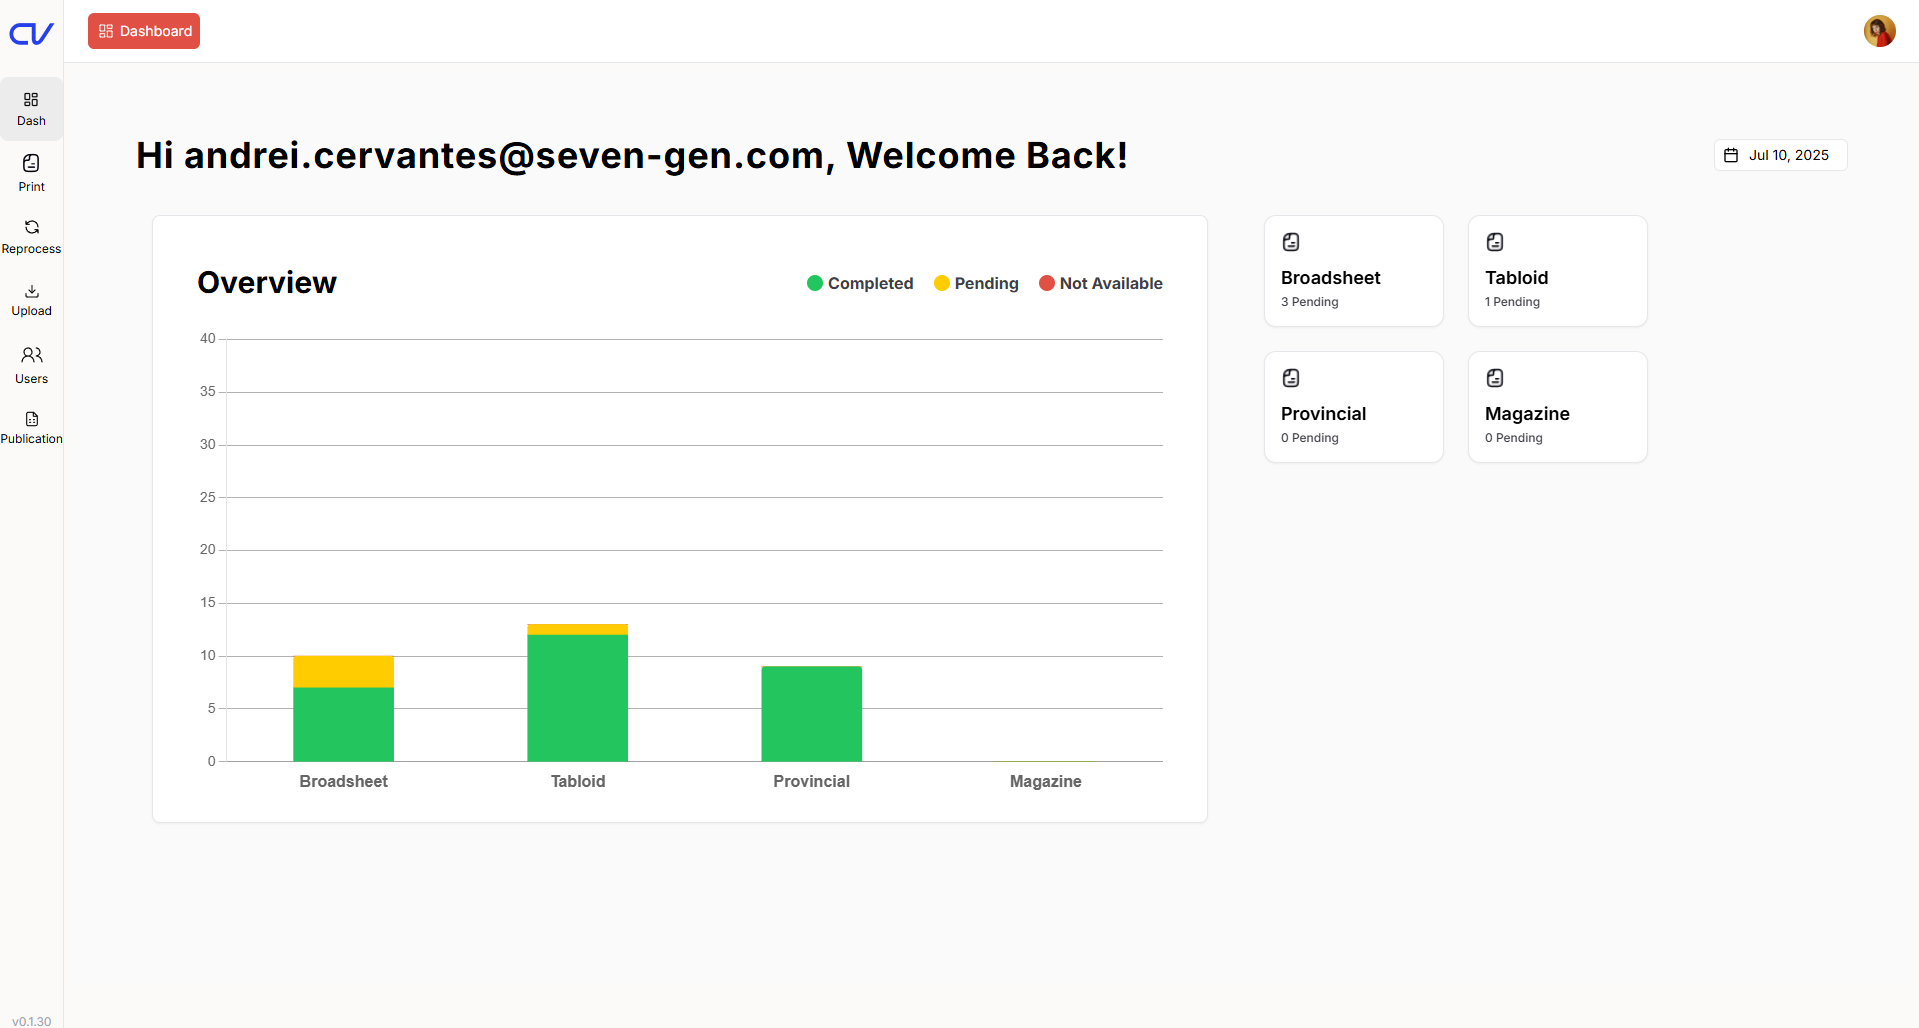 CV
Dashboard
Dash
Print
Reprocess
Upload
Users
Publication
v0.1.30
Hi andrei.cervantes@seven-gen.com, Welcome Back!
Jul 10, 2025
Overview
Completed Pending Not Available
40
35
30
25
20
15
10
5
0
Broadsheet Tabloid Provincial Magazine
Broadsheet
3 Pending
Tabloid
1 Pending
Provincial
0 Pending
Magazine
0 Pending